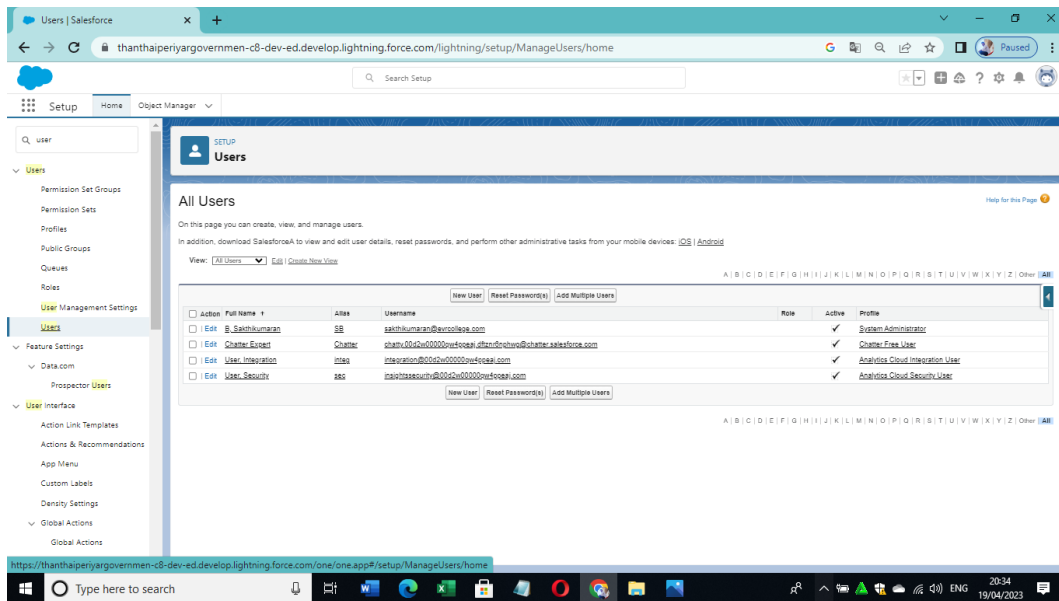 Users | Salesforce
thanthaiperiyargovernmen-c8-dev-ed.develop.lightning.force.com/lightning/setup/ManageUsers/home
Paused
Search Setup
Setup Home Object Manager
user
SETUP
Users
Users
Permission Set Groups
Permission Sets
Profiles
Public Groups
Queues
Roles
User Management Settings
Users
Feature Settings
Data.com
Prospector Users
User Interface
Action Link Templates
Actions & Recommendations
App Menu
Custom Labels
Density Settings
Global Actions
Global Actions
All Users
Help for this Page
On this page you can create, view, and manage users.
In addition, download SalesforceA to view and edit user details, reset passwords, and perform other administrative tasks from your mobile devices: iOS | Android
View: All Users Edit | Create New View
A | B | C | D | E | F | G | H | I | J | K | L | M | N | O | P | Q | R | S | T | U | V | W | X | Y | Z | Other All
New User Reset Password(s) Add Multiple Users
Action Full Name Alias Username Role Active Profile
Edit B, Sakthikumaran SB sakthikumaran@evrcollege.com System Administrator
Edit Chatter Expert Chatter Chatter Free User
Edit User, Integration integ integration@00d2w00000qw4ppeaj.com Analytics Cloud Integration User
Edit User, Security sec insightssecurity@00d2w00000qw4ppeaj.com Analytics Cloud Security User
New User Reset Password(s) Add Multiple Users
A | B | C | D | E | F | G | H | I | J | K | L | M | N | O | P | Q | R | S | T | U | V | W | X | Y | Z | Other All
https://thanthaiperiyargovernmen-c8-dev-ed.develop.lightning.force.com/one/one.app#/setup/ManageUsers/home
Type here to search
ENG
20:34
19/04/2023